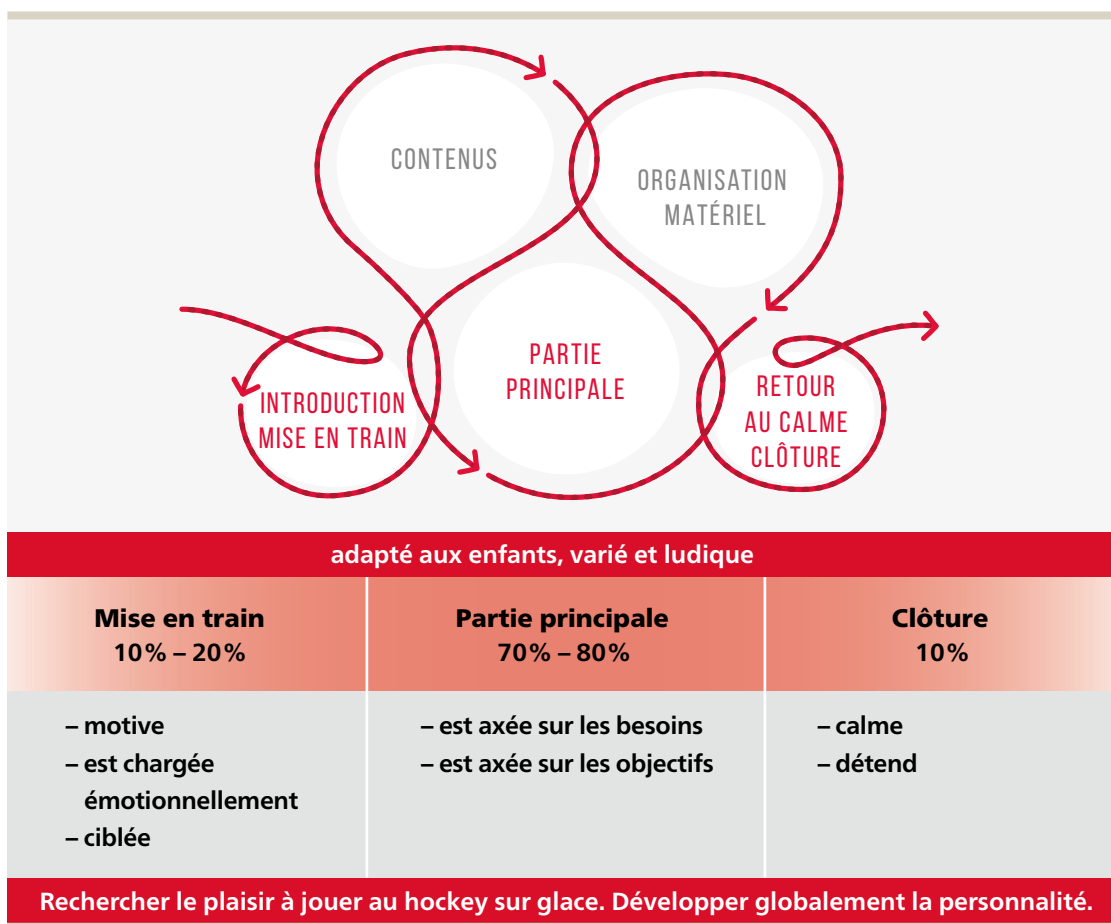 CONTENUS
ORGANISATION
MATÉRIEL
PARTIE
PRINCIPALE
INTRODUCTION
MISE EN TRAIN
RETOUR
AU CALME
CLÔTURE
adapté aux enfants, varié et ludique
Mise en train
10% – 20%
Partie principale
70% – 80%
Clôture
10%
– motive
– est chargée
émotionnellement
– ciblée
– est axée sur les besoins
– est axée sur les objectifs
– calme
– détend
Rechercher le plaisir à jouer au hockey sur glace. Développer globalement la personnalité.